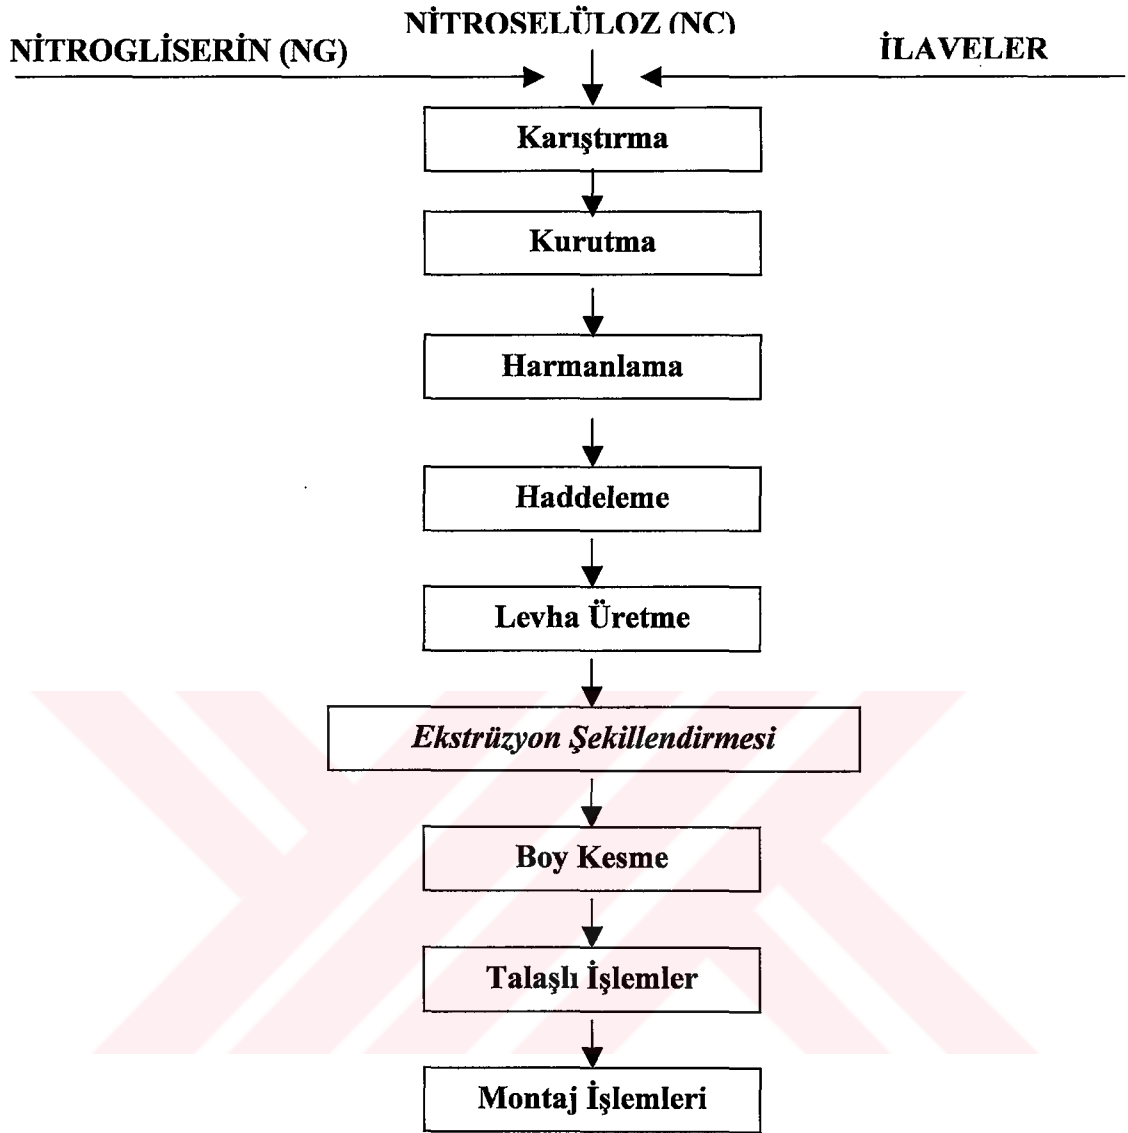 NİTROSELÜLOZ (NC)
NİTROGLİSERİN (NG)
İLAVELER
Karıştırma
Kurutma
Harmanlama
Haddeleme
Levha Üretme
Ekstrüzyon Şekillendirmesi
Boy Kesme
Talaşlı İşlemler
Montaj İşlemleri